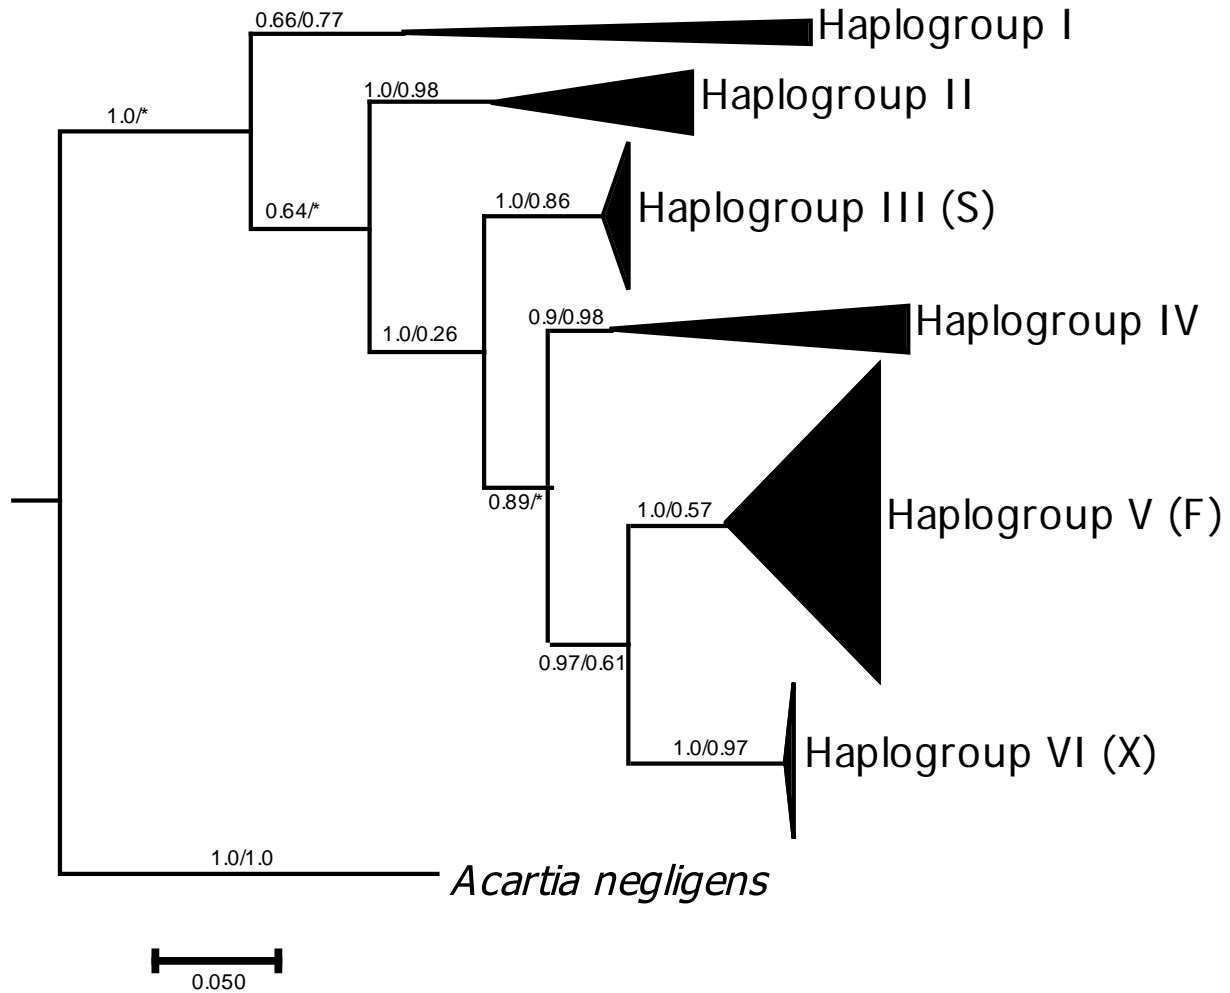 0.66/0.77
Haplogroup I
1.0/0.98
Haplogroup II
1.0/*
1.0/0.86
Haplogroup III (S)
0.64/*
0.9/0.98
Haplogroup IV
1.0/0.26
0.89/*
1.0/0.57
Haplogroup V (F)
0.97/0.61
1.0/0.97
Haplogroup VI (X)
1.0/1.0
Acartia negligens
0.050